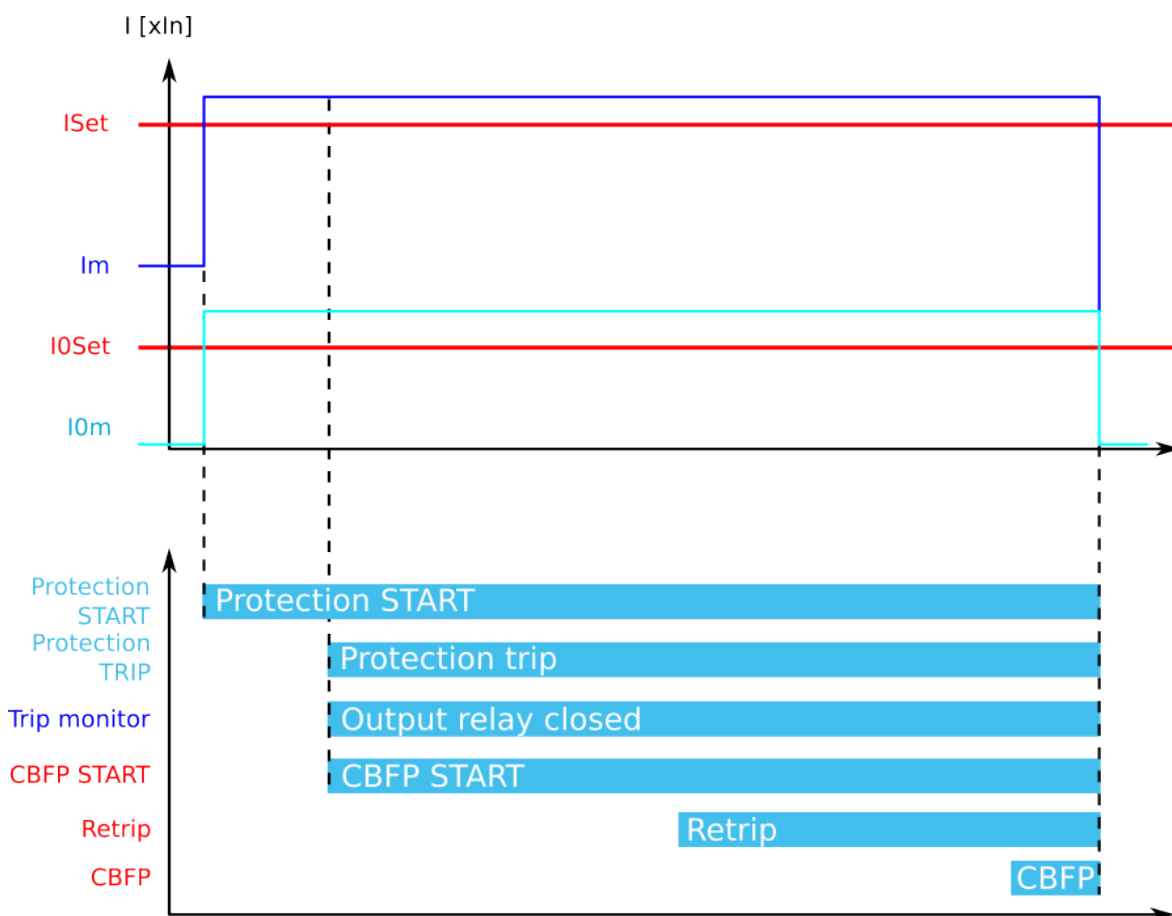 I [xIn]
ISet
Im
I0Set
I0m
Protection
START
Protection START
Protection
TRIP
Protection trip
Trip monitor
Output relay closed
CBFP START
CBFP START
Retrip
Retrip
CBFP
CBFP